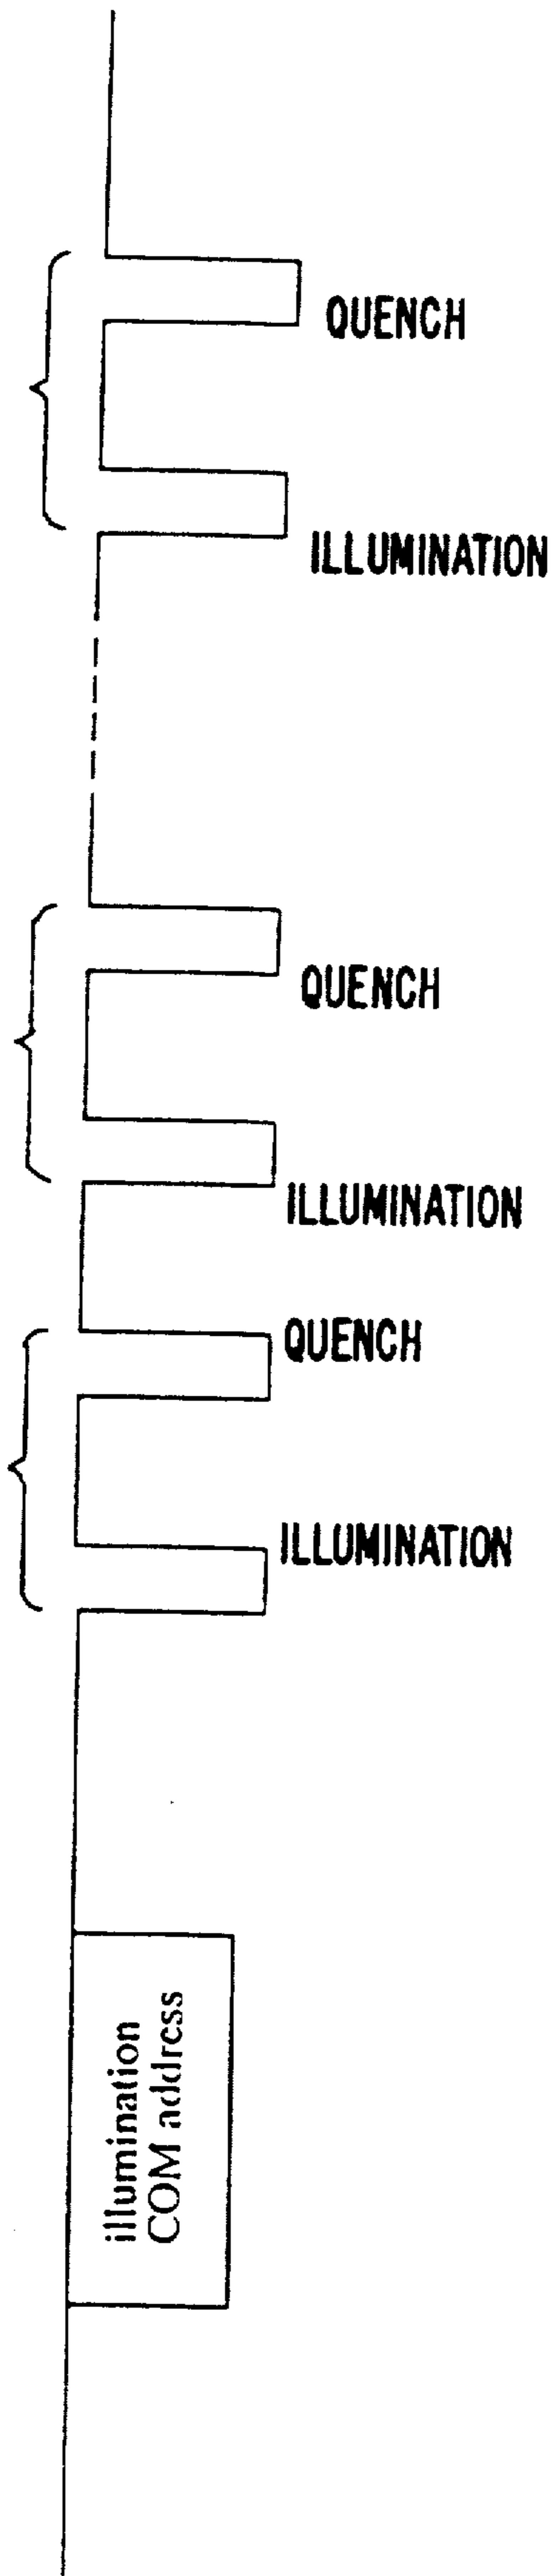 QUENCH
ILLUMINATION
QUENCH
ILLUMINATION
QUENCH
ILLUMINATION
illumination
COM address